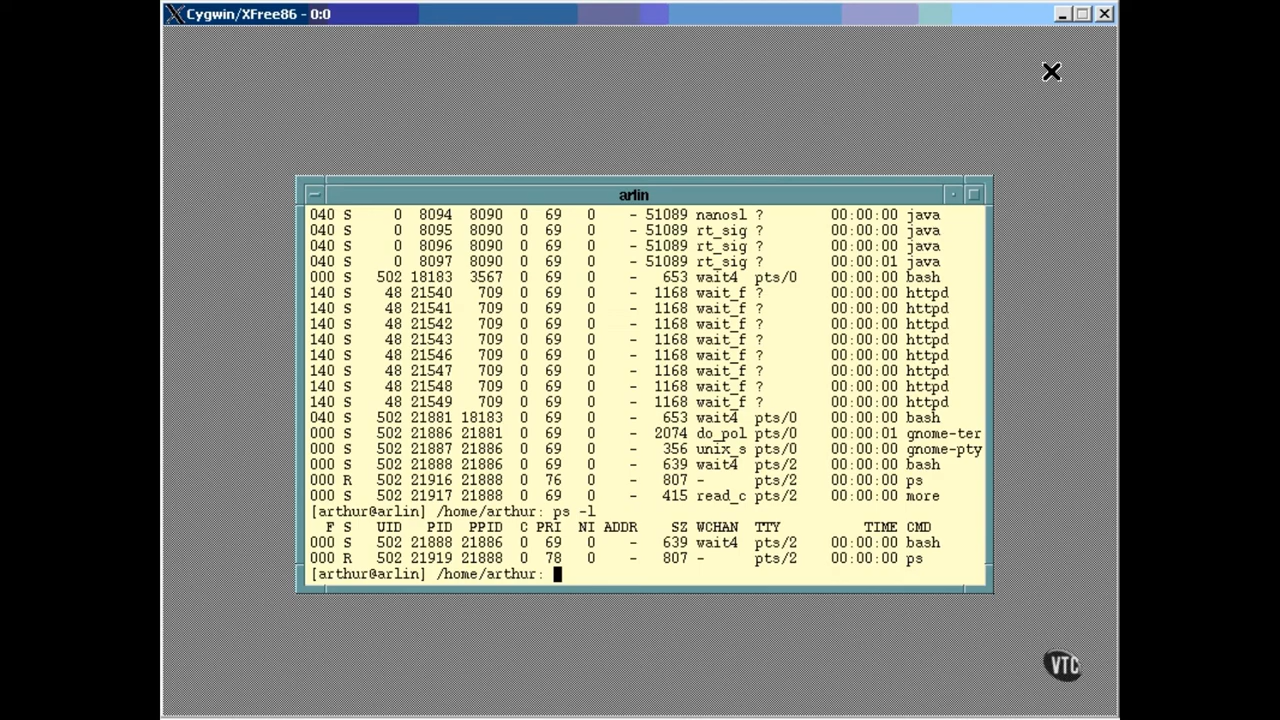 Cygwin/XFree86 - 0:0
arlin
040 S 0 8094 8090 0 69 0 - 51089 nanosl ? 00:00:00 java
040 S 0 8095 8090 0 69 0 - 51089 rt_sig ? 00:00:00 java
040 S 0 8096 8090 0 69 0 - 51089 rt_sig ? 00:00:00 java
040 S 0 8097 8090 0 69 0 - 51089 rt_sig ? 00:00:01 java
000 S 502 18183 3567 0 69 0 - 653 wait4 pts/0 00:00:00 bash
140 S 48 21540 709 0 69 0 - 1168 wait_f ? 00:00:00 httpd
140 S 48 21541 709 0 69 0 - 1168 wait_f ? 00:00:00 httpd
140 S 48 21542 709 0 69 0 - 1168 wait_f ? 00:00:00 httpd
140 S 48 21543 709 0 69 0 - 1168 wait_f ? 00:00:00 httpd
140 S 48 21546 709 0 69 0 - 1168 wait_f ? 00:00:00 httpd
140 S 48 21547 709 0 69 0 - 1168 wait_f ? 00:00:00 httpd
140 S 48 21548 709 0 69 0 - 1168 wait_f ? 00:00:00 httpd
140 S 48 21549 709 0 69 0 - 1168 wait_f ? 00:00:00 httpd
040 S 502 21881 18183 0 69 0 - 653 wait4 pts/0 00:00:00 bash
000 S 502 21886 21881 0 69 0 - 2074 do_pol pts/0 00:00:01 gnome-ter
000 S 502 21887 21886 0 69 0 - 356 unix_s pts/0 00:00:00 gnome-pty
000 S 502 21888 21886 0 69 0 - 639 wait4 pts/2 00:00:00 bash
000 R 502 21916 21888 0 76 0 - 807 - pts/2 00:00:00 ps
000 S 502 21917 21888 0 69 0 - 415 read_c pts/2 00:00:00 more
[arthur@arlin] /home/arthur: ps -l
F S UID PID PPID C PRI NI ADDR SZ WCHAN TTY TIME CMD
000 S 502 21888 21886 0 69 0 - 639 wait4 pts/2 00:00:00 bash
000 R 502 21919 21888 0 78 0 - 807 - pts/2 00:00:00 ps
[arthur@arlin] /home/arthur:
VTC